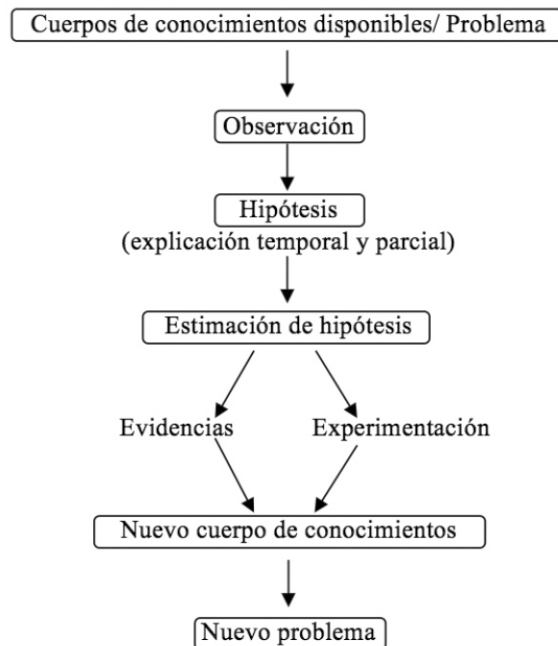 Cuerpos de conocimientos disponibles/ Problema
Observación
Hipótesis
(explicación temporal y parcial)
Estimación de hipótesis
Evidencias
Experimentación
Nuevo cuerpo de conocimientos
Nuevo problema